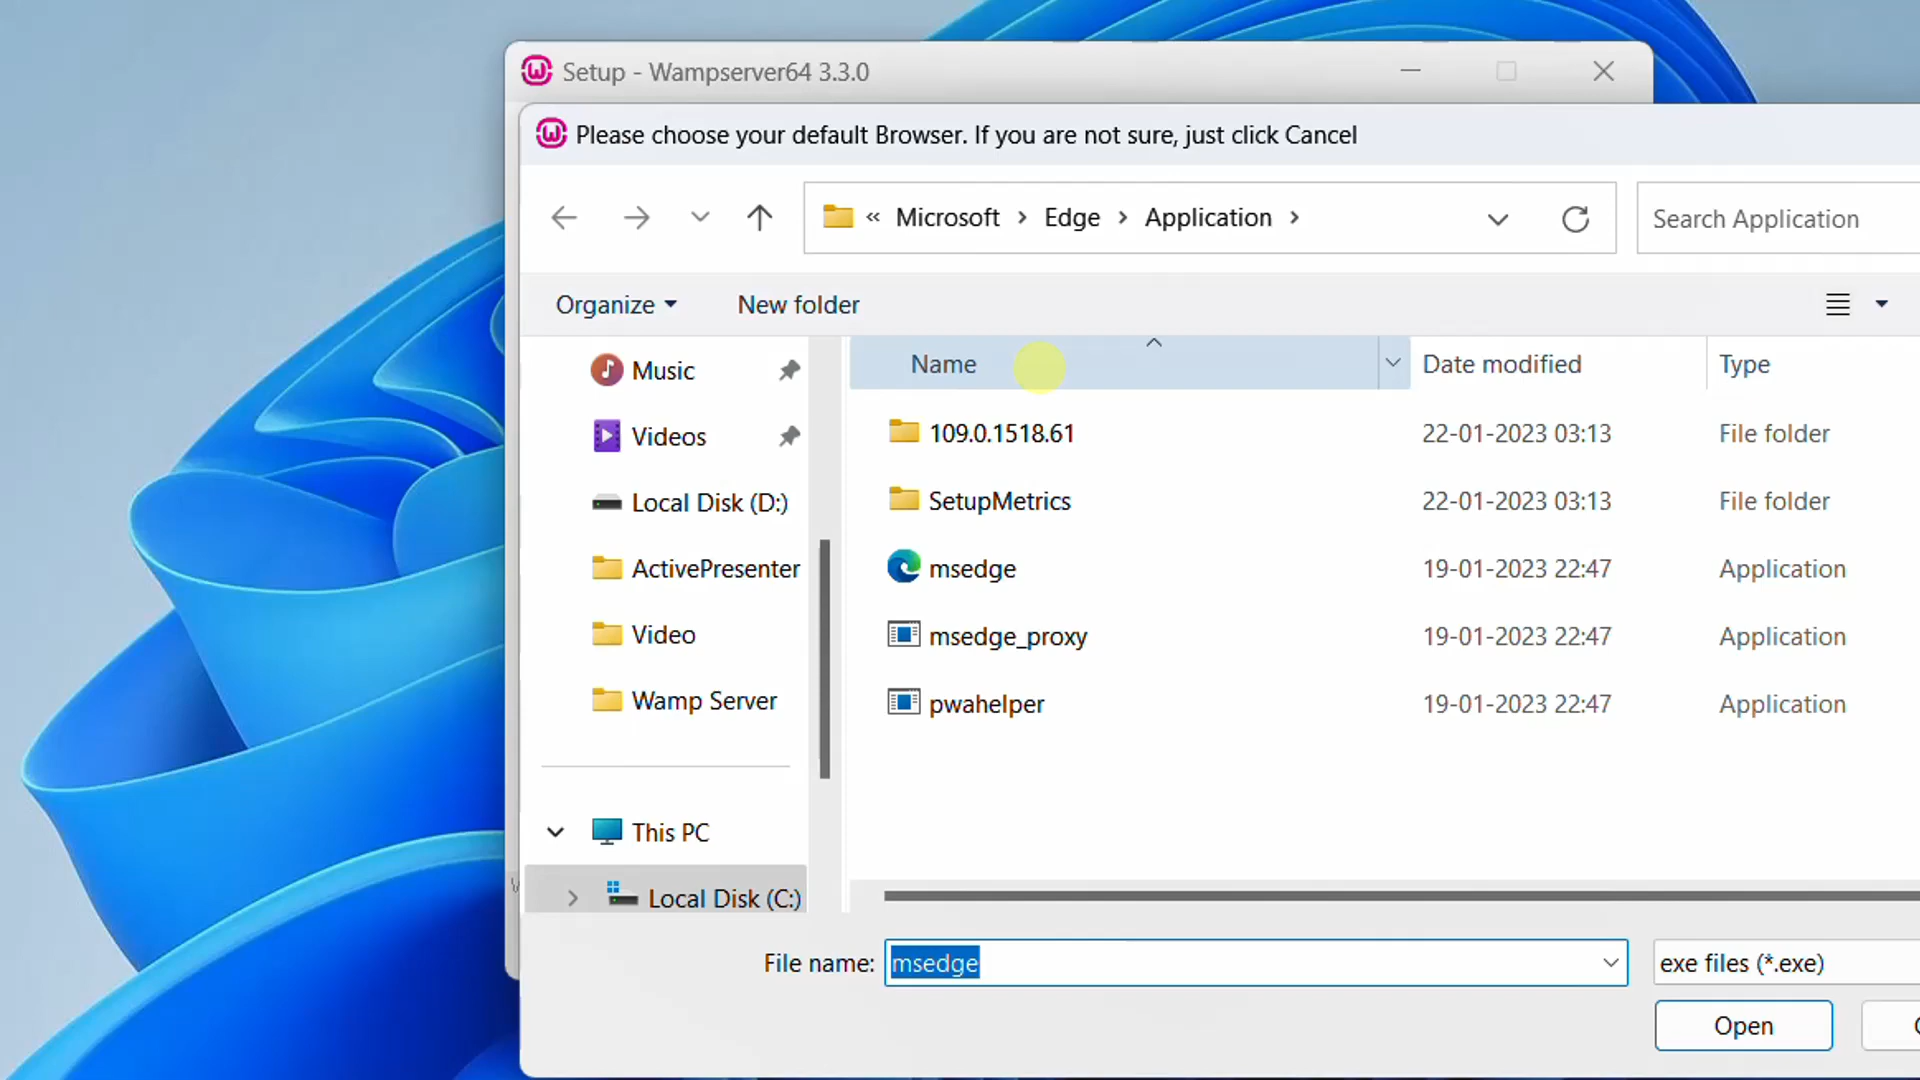 Setup - Wampserver64 3.3.0
Please choose your default Browser. If you are not sure, just click Cancel
« Microsoft > Edge > Application >
Search Application
Organize
New folder
Name
Date modified
Type
Music
Videos
Local Disk (D:)
ActivePresenter
Video
Wamp Server
This PC
Local Disk (C:)
109.0.1518.61 22-01-2023 03:13 File folder
SetupMetrics 22-01-2023 03:13 File folder
msedge 19-01-2023 22:47 Application
msedge_proxy 19-01-2023 22:47 Application
pwahelper 19-01-2023 22:47 Application
File name: msedge
exe files (*.exe)
Open